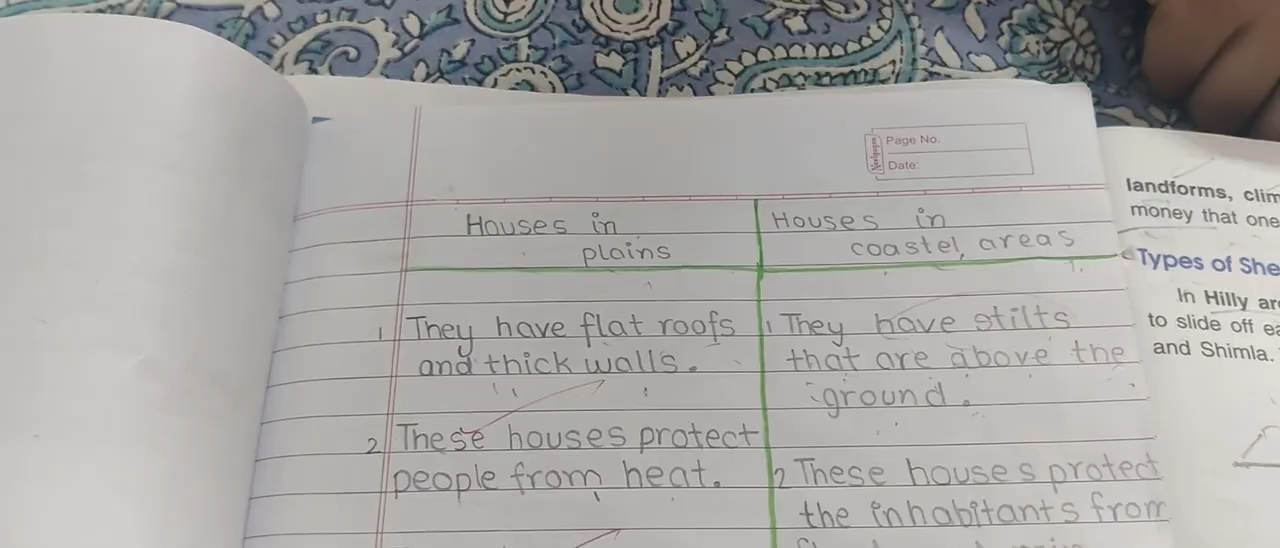 Page No.
Neelgagan
Date:
Houses in
plains
Houses in
coastel areas
1 They have flat roofs
and thick walls.
2 These houses protect
people from heat.
1 They have stilts
that are above the
ground.
2 These houses protect
the inhabitants from
landforms, clim
money that one
Types of She
In Hilly ar
to slide off ea
and Shimla.